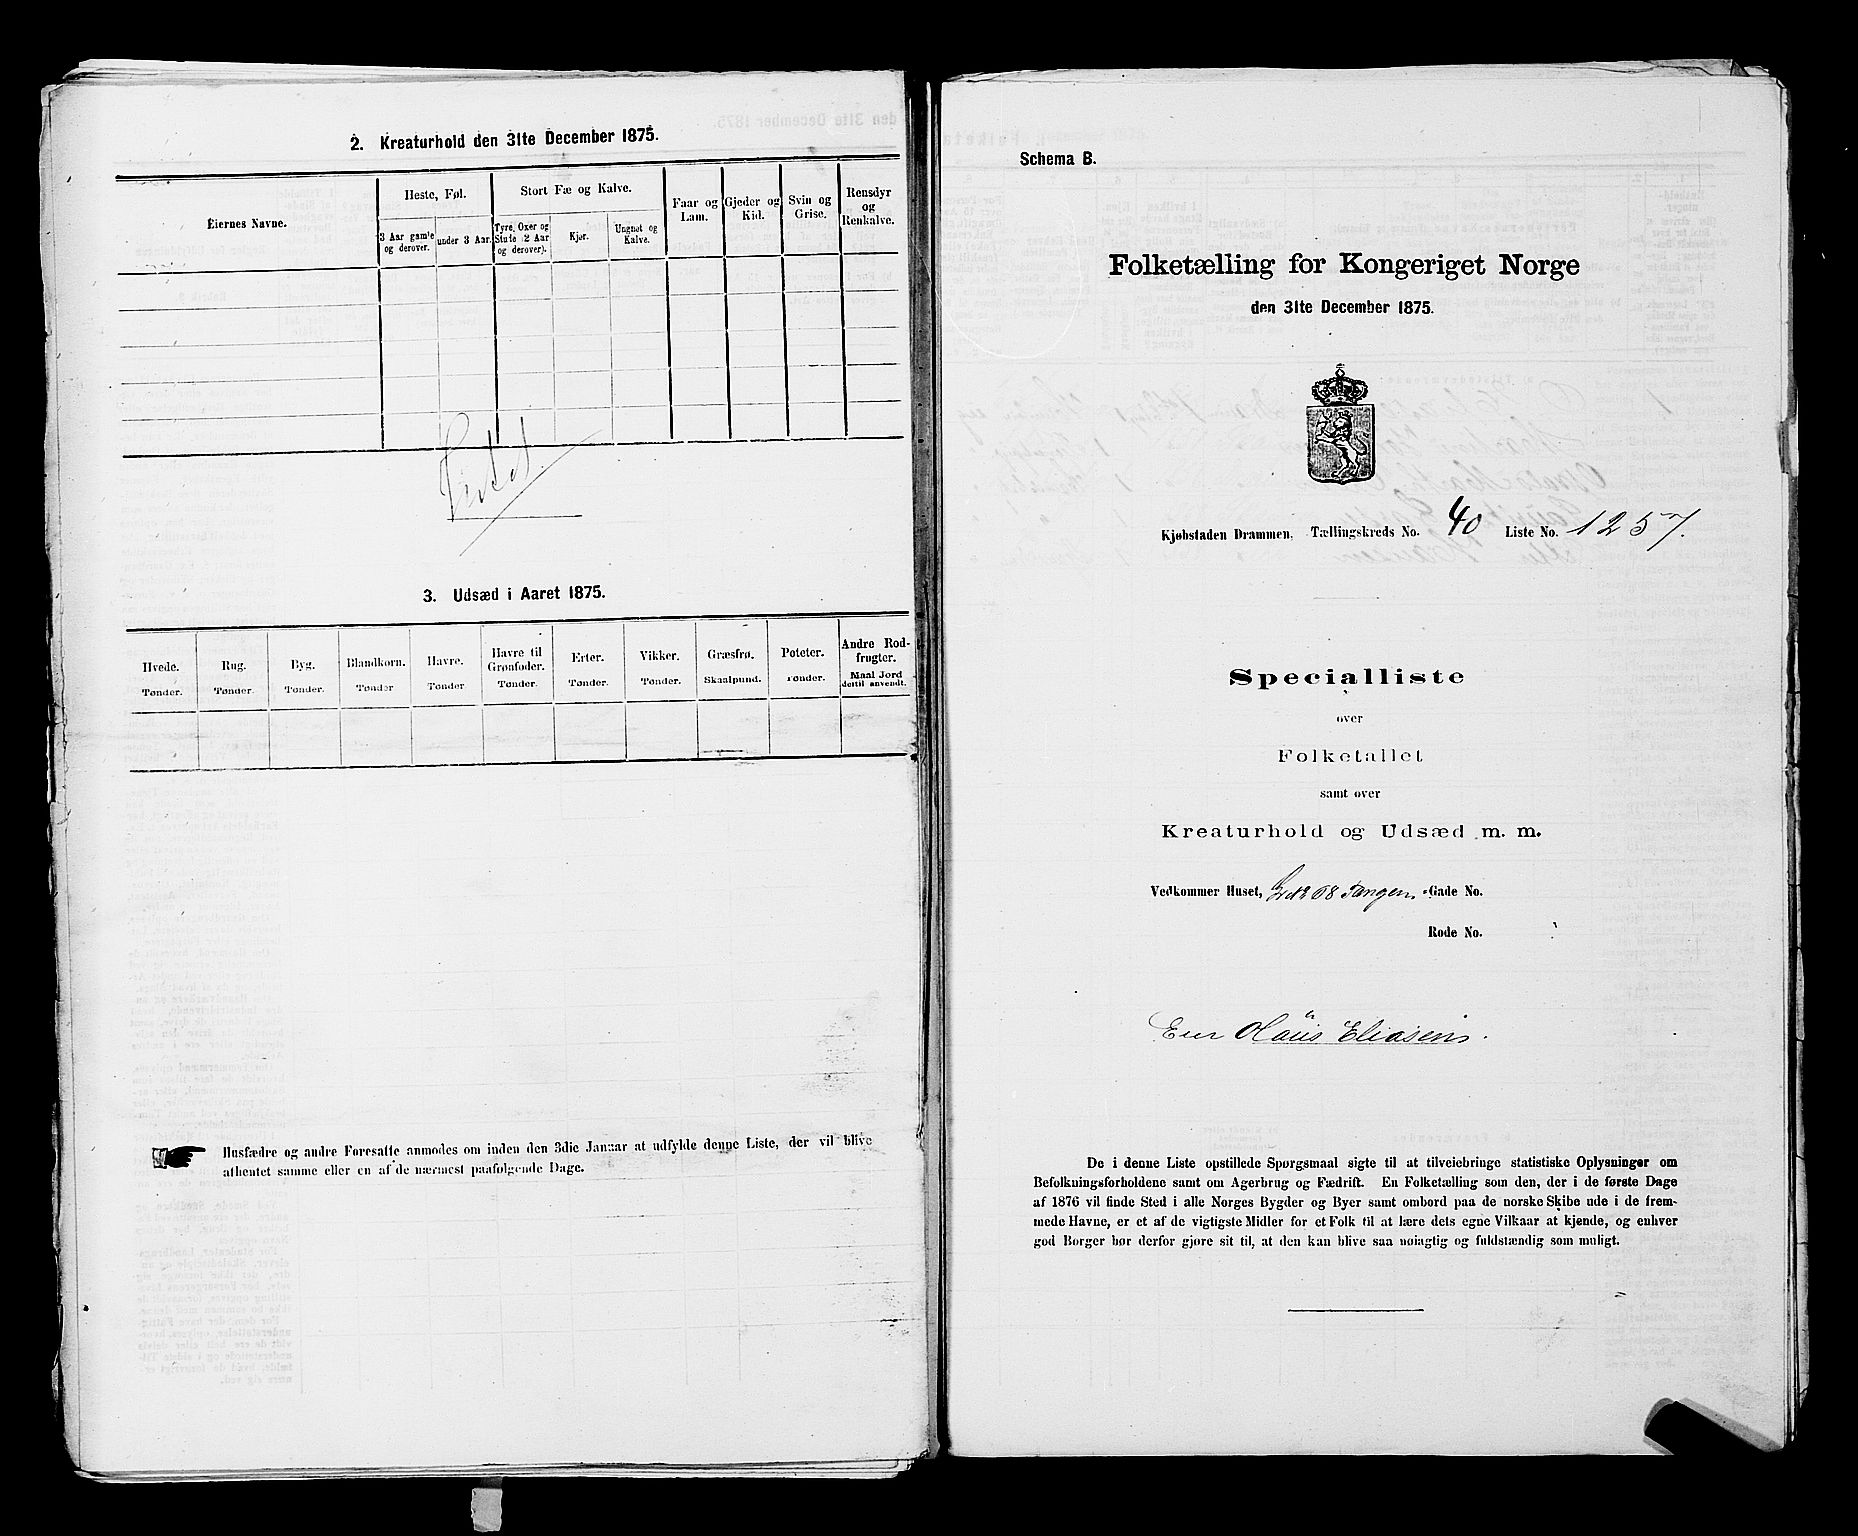 2. Kreaturhold den 31te December 1875.
Eiernes Navne.
Heste, Føl.
Stort Fæ og Kalve.
Faar og Lam.
Gjeder og Kid.
Svin og Grise.
Rensdyr og Renkalve.
3 Aar gamle og derover.
under 3 Aar.
Tyre, Oxer og Stude (2 Aar og derover).
Kjør.
Ungnøt og Kalve.
3. Udsæd i Aaret 1875.
Hvede. Tønder.
Rug. Tønder.
Byg. Tønder.
Blandkorn. Tønder
Havre. Tønder
Havre til Grønfoder. Tønder.
Erter. Tønder.
Vikker. Tønder.
Græsfrø. Skaalpund.
Poteter. Tønder.
Andre Rodfrugter. Maal Jord dertil anvendt.
Husfædre og andre Foresatte anmodes om inden den 3die Januar at udfylde denne Liste, der vil blive
afhentet samme eller en af de nærmest paafølgende Dage.
Schema B.
Folketælling for Kongeriget Norge
den 31te December 1875.
Kjøbstaden Drammen. Tællingskreds No. 40 Liste No. 1257.
Specialliste
over
Folketallet
samt over
Kreaturhold og Udsæd m. m.
Vedkommer Huset, 68 Tangen Gade No.
Rode No.
Eier Hans Eliasen.
De i denne Liste opstillede Spørgsmaal sigte til at tilveiebringe statistiske Oplysninger om
Befolkningsforholdene samt om Agerbrug og Fædrift. En Folketælling som den, der i de første Dage
af 1876 vil finde Sted i alle Norges Bygder og Byer samt ombord paa de norske Skibe ude i de frem-
mede Havne, er et af de vigtigste Midler for et Folk til at lære dets egne Vilkaar at kjende, og enhver
god Borger bør derfor gjøre sit til, at den kan blive saa nøiagtig og fuldstændig som muligt.